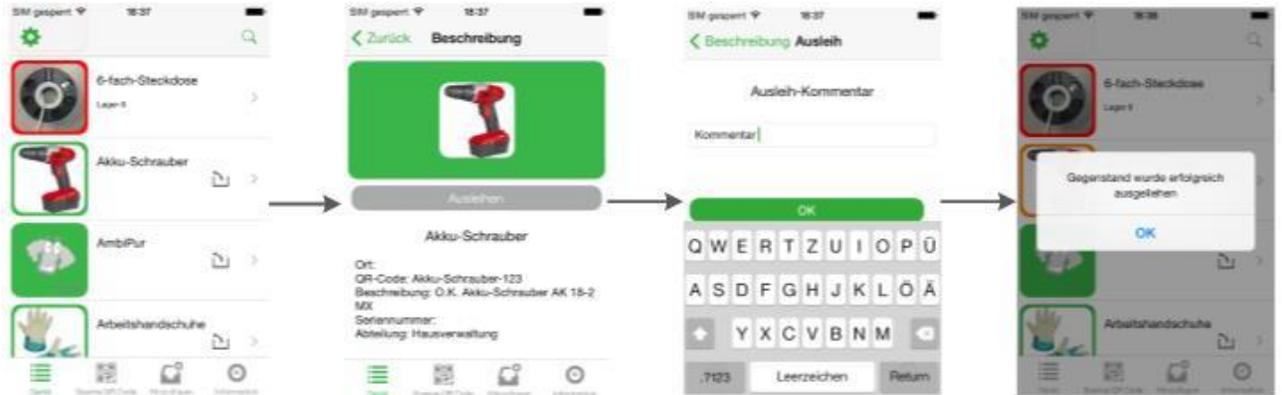 SIM gesperrt 18:37
6-fach-Steckdose
Lager 6
Akku-Schrauber
AmbiPur
Arbeitshandschuhe
SIM gesperrt 18:37
Zurück Beschreibung
Ausleihen
Akku-Schrauber
Ort:
QR-Code: Akku-Schrauber-123
Beschreibung: O.K. Akku-Schrauber AK 18-2
MX
Seriennummer:
Abteilung: Hausverwaltung
SIM gesperrt 18:37
Beschreibung Ausleih
Ausleih-Kommentar
Kommentar
OK
Q W E R T Z U I O P Ü
A S D F G H J K L Ö Ä
Y X C V B N M
.?123 Leerzeichen Return
SIM gesperrt 18:38
6-fach-Steckdose
Lager 6
Gegenstand wurde erfolgreich
ausgeliehen
OK
Arbeitshandschuhe